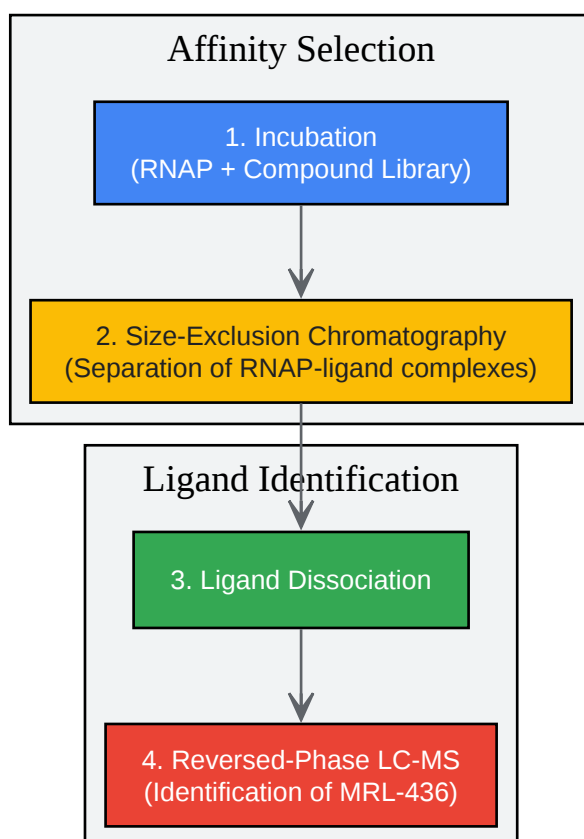 Affinity Selection
1. Incubation
(RNAP + Compound Library)
2. Size-Exclusion Chromatography
(Separation of RNAP-ligand complexes)
Ligand Identification
3. Ligand Dissociation
4. Reversed-Phase LC-MS
(Identification of MRL-436)